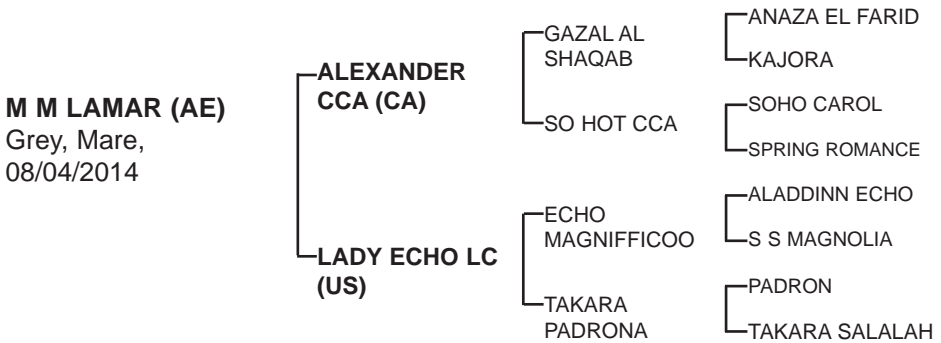 M M LAMAR (AE)
Grey, Mare,
08/04/2014
ALEXANDER
CCA (CA)
LADY ECHO LC
(US)
GAZAL AL
SHAQAB
SO HOT CCA
ECHO
MAGNIFFICOO
TAKARA
PADRONA
ANAZA EL FARID
KAJORA
SOHO CAROL
SPRING ROMANCE
ALADDINN ECHO
S S MAGNOLIA
PADRON
TAKARA SALALAH